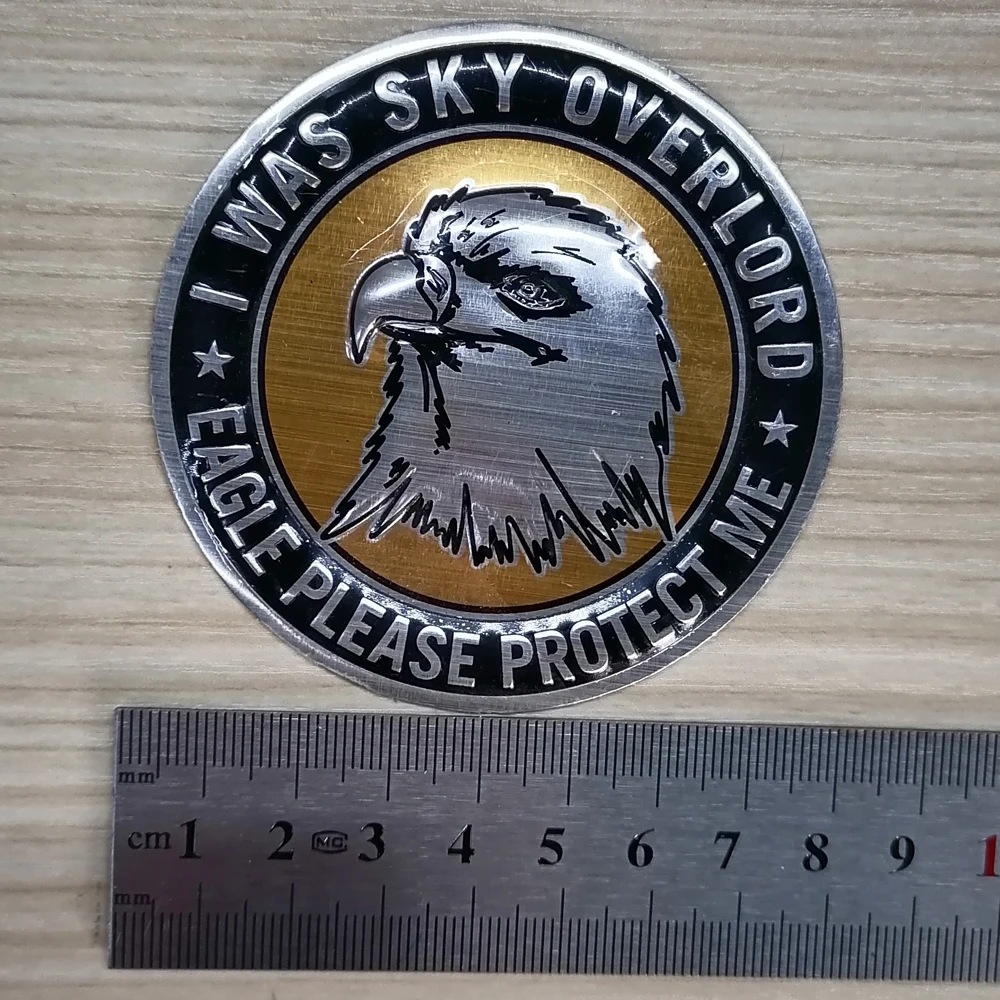 I WAS SKY OVERLORD
EAGLE PLEASE PROTECT ME
mm
cm 1 2 MC 3 4 5 6 7 8 9 1
mm